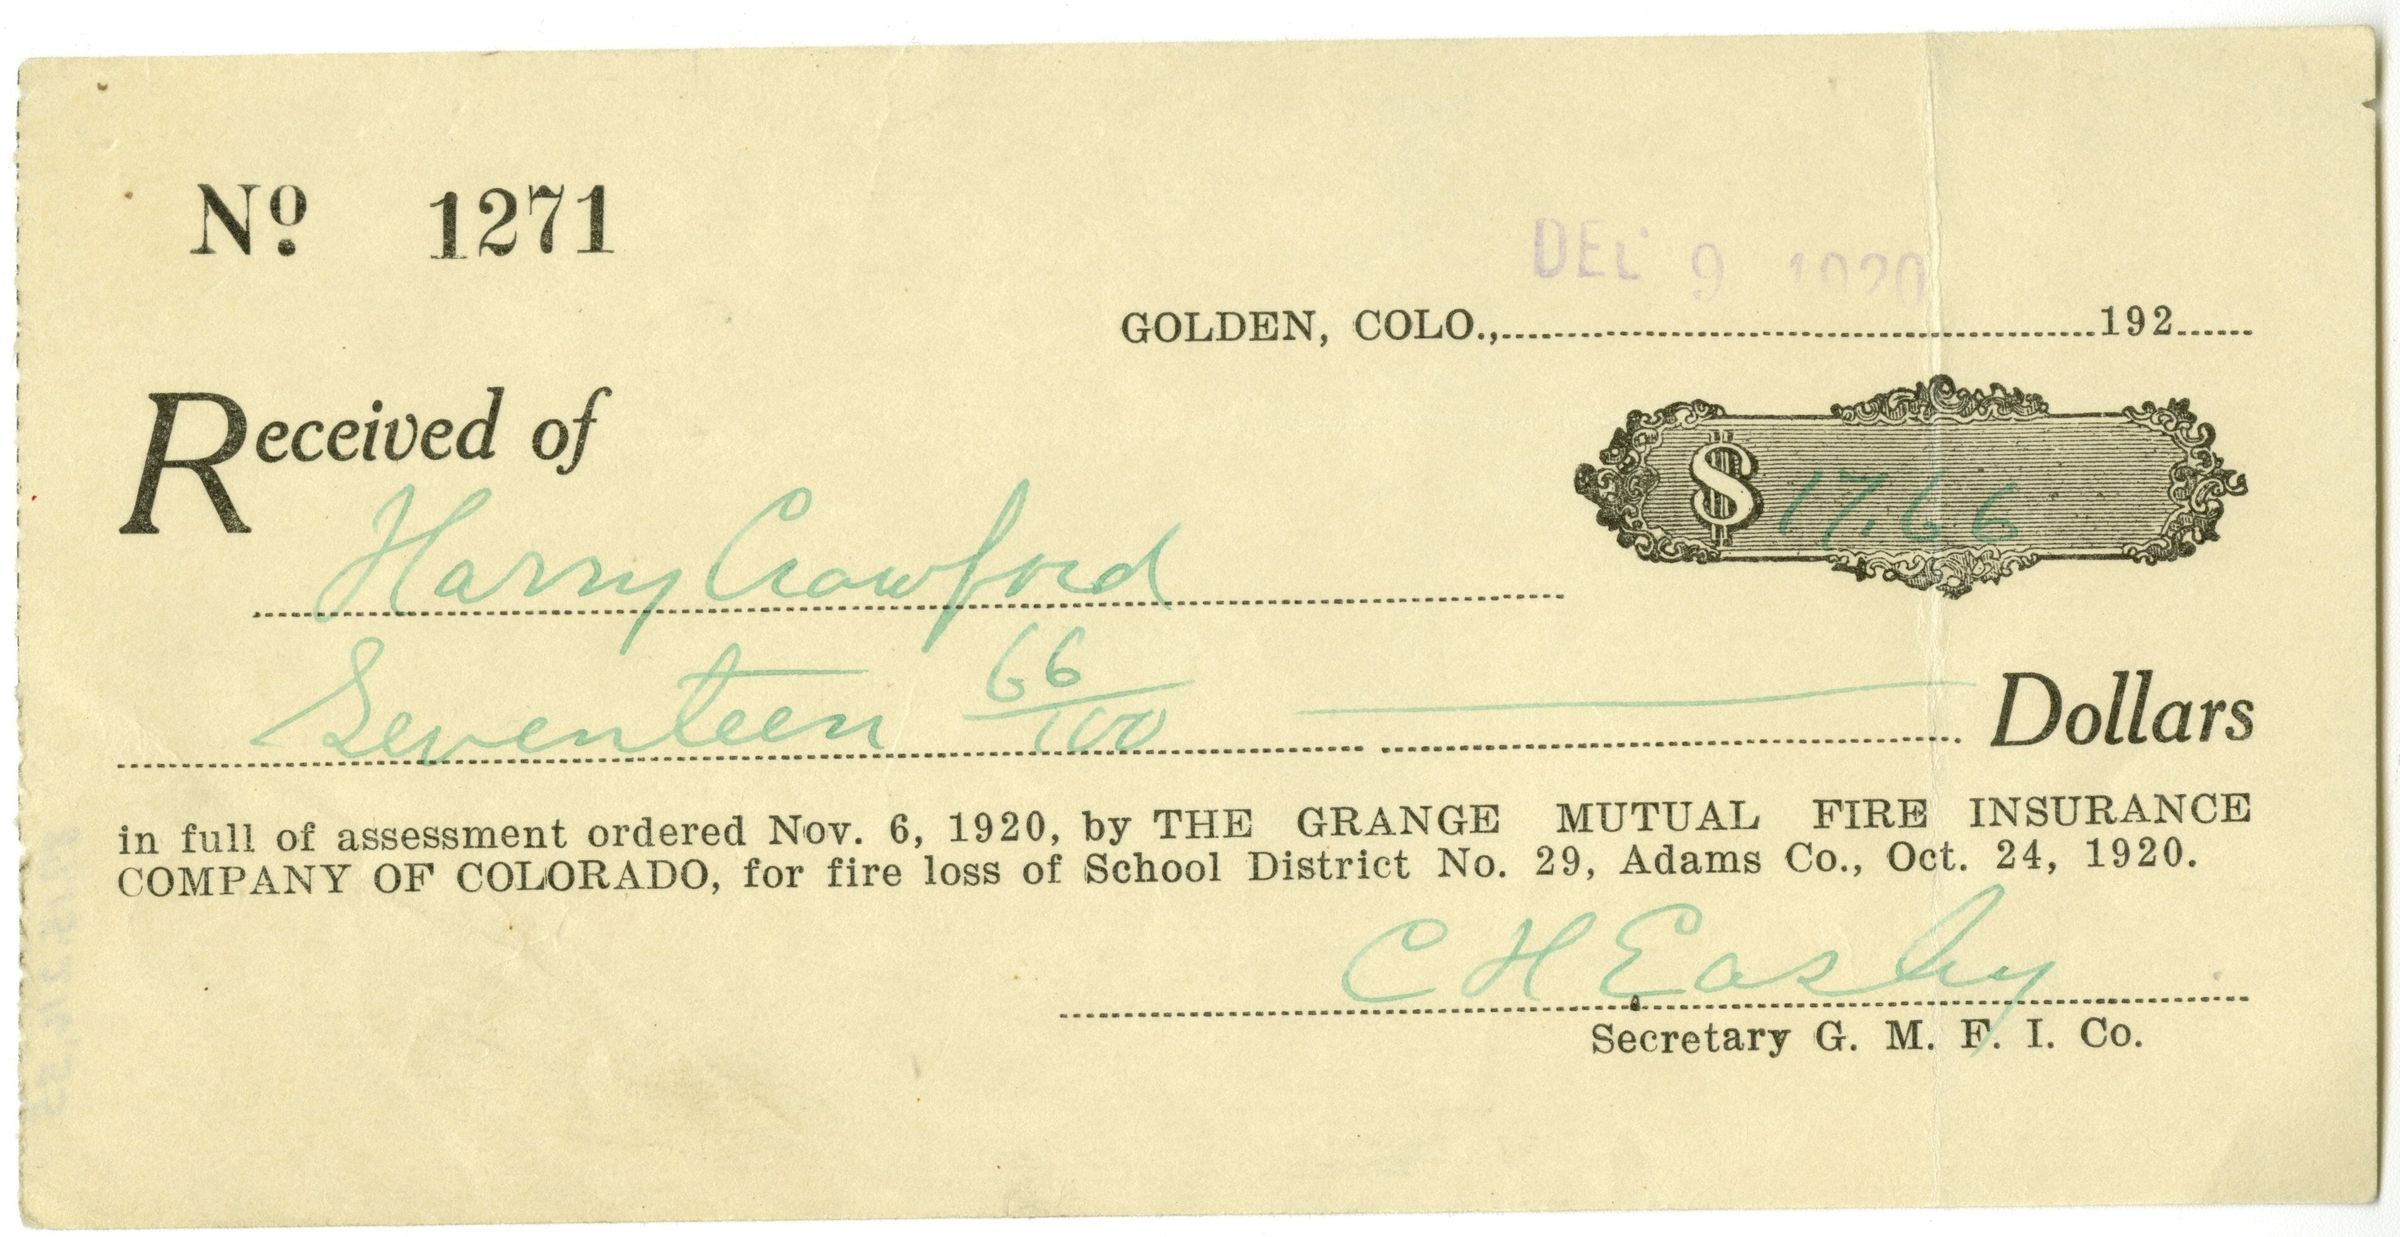 Nº 1271
DEC 9 1920
GOLDEN, COLO., 192
Received of
$ 17.66
Harry Crawford
Seventeen 66/100 Dollars
in full of assessment ordered Nov. 6, 1920, by THE GRANGE MUTUAL FIRE INSURANCE
COMPANY OF COLORADO, for fire loss of School District No. 29, Adams Co., Oct. 24, 1920.
C H Easley
Secretary G. M. F. I. Co.